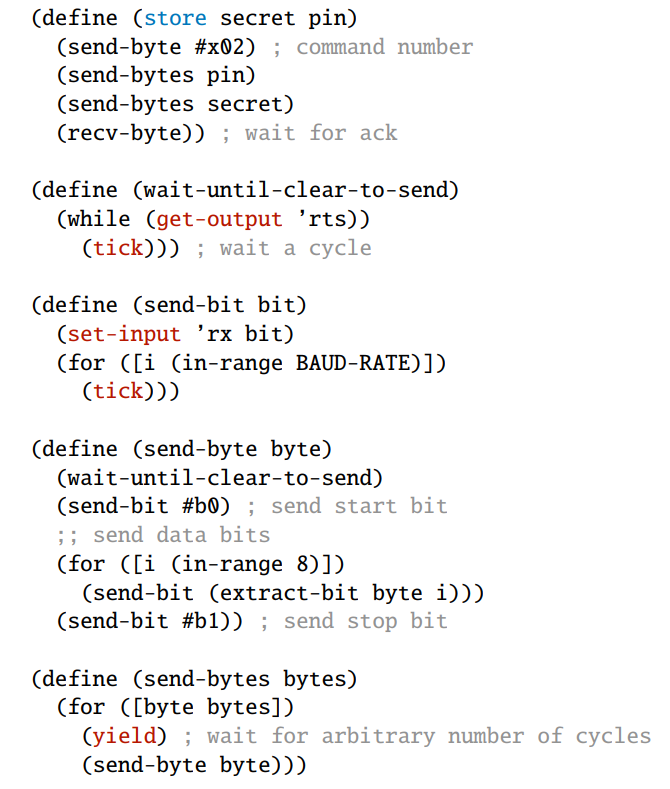 (define (store secret pin)
(send-byte #x02) ; command number
(send-bytes pin)
(send-bytes secret)
(recv-byte)) ; wait for ack
(define (wait-until-clear-to-send)
(while (get-output ’rts))
(tick))) ; wait a cycle
(define (send-bit bit)
(set-input ’rx bit)
(for ([i (in-range BAUD-RATE)])
(tick)))
(define (send-byte byte)
(wait-until-clear-to-send)
(send-bit #b0) ; send start bit
;; send data bits
(for ([i (in-range 8)])
(send-bit (extract-bit byte i)))
(send-bit #b1)) ; send stop bit
(define (send-bytes bytes)
(for ([byte bytes])
(yield) ; wait for arbitrary number of cycles
(send-byte byte)))